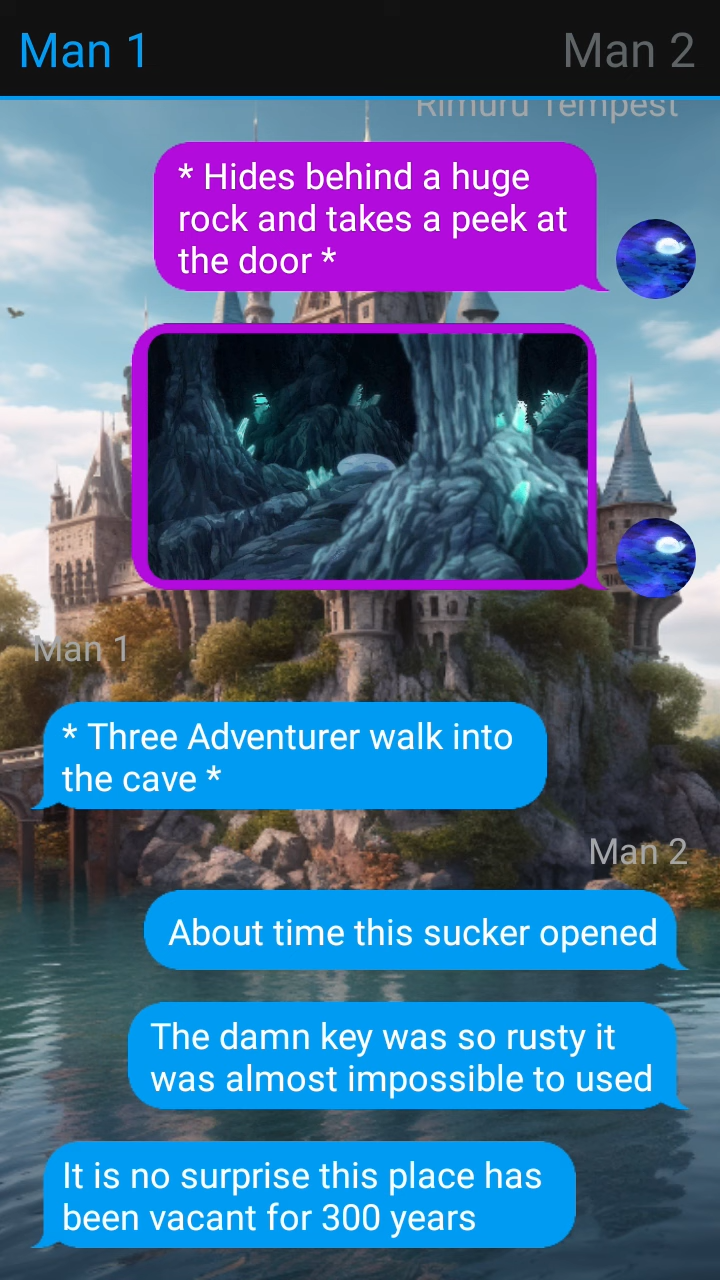 Man 1
Man 2
Rimuru Tempest
* Hides behind a huge
rock and takes a peek at
the door *
Man 1
* Three Adventurer walk into
the cave *
Man 2
About time this sucker opened
The damn key was so rusty it
was almost impossible to used
It is no surprise this place has
been vacant for 300 years